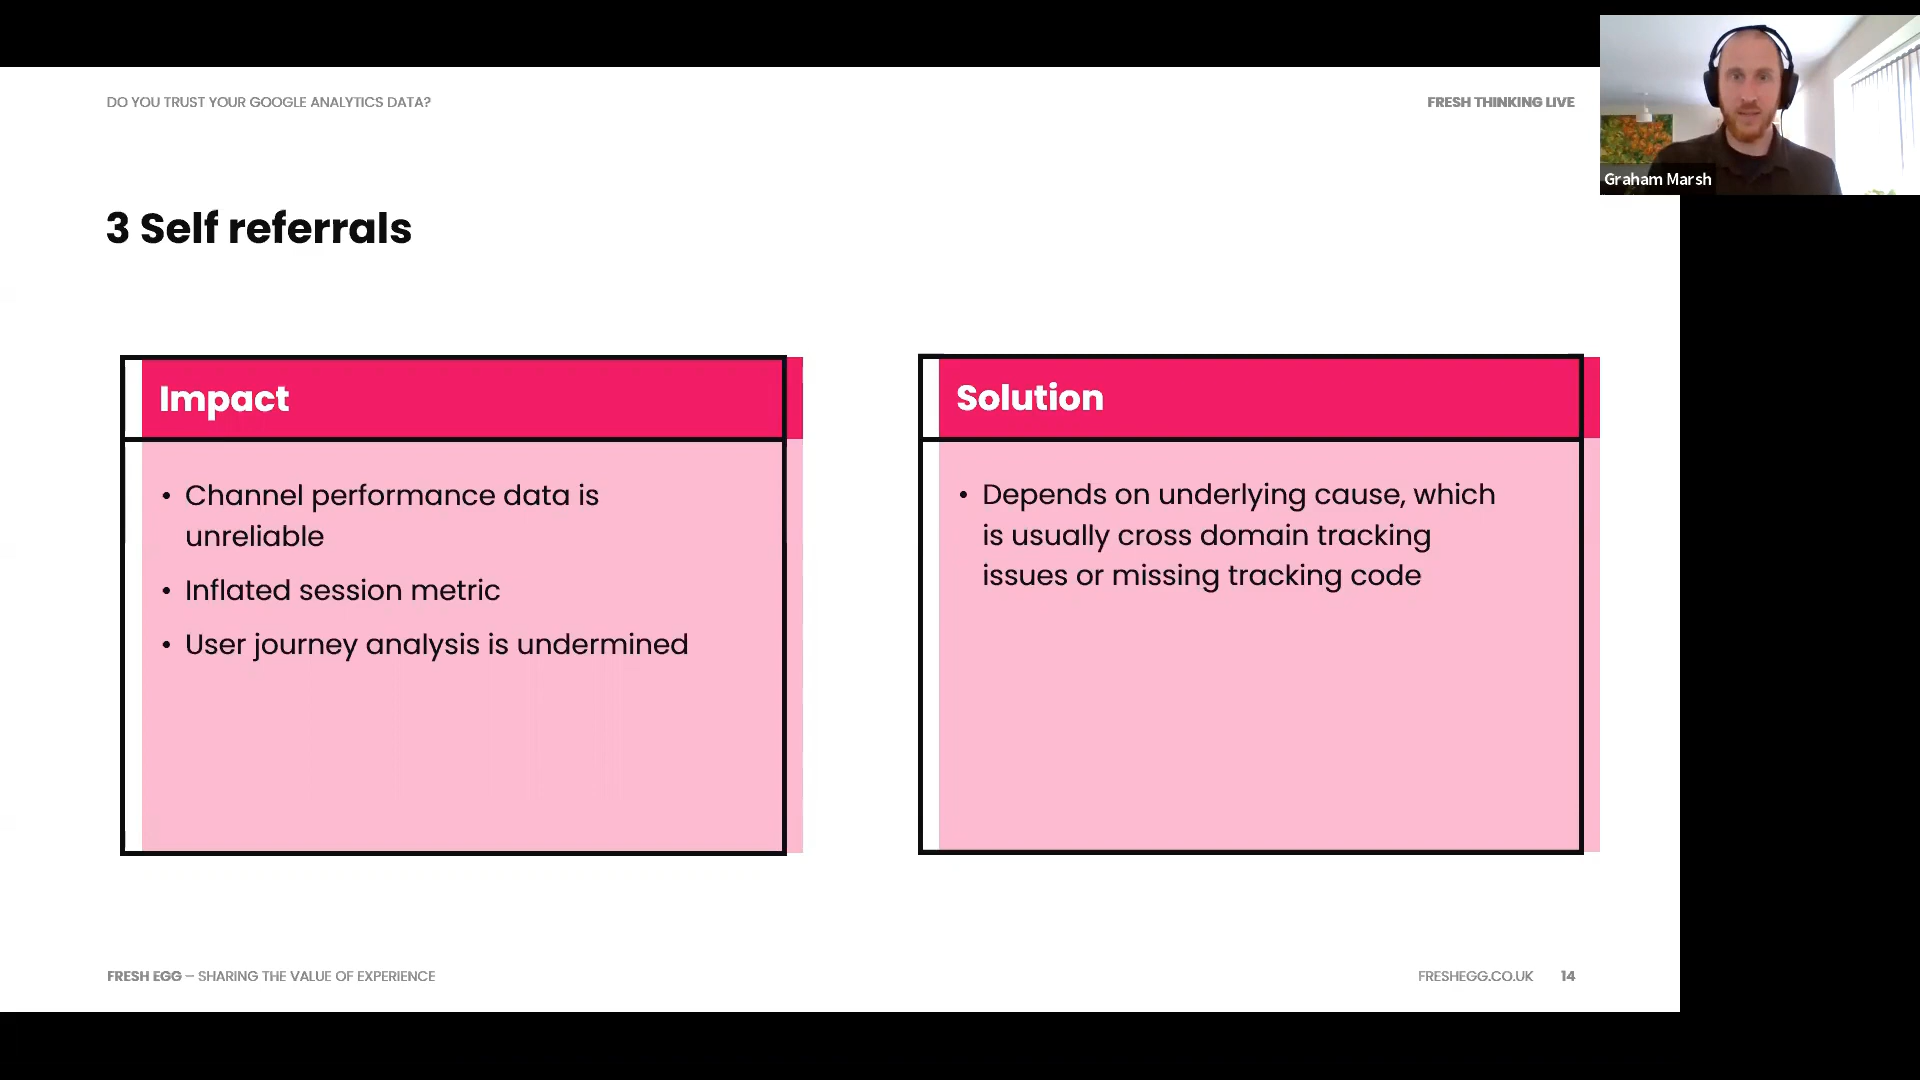 DO YOU TRUST YOUR GOOGLE ANALYTICS DATA?
FRESH THINKING LIVE
Graham Marsh
3 Self referrals
Impact
• Channel performance data is
unreliable
• Inflated session metric
• User journey analysis is undermined
Solution
• Depends on underlying cause, which
is usually cross domain tracking
issues or missing tracking code
FRESH EGG – SHARING THE VALUE OF EXPERIENCE
FRESHEGG.CO.UK 14